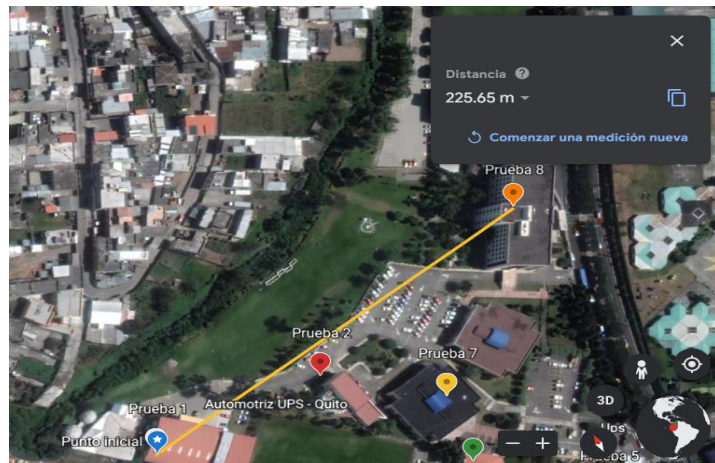 Distancia
225.65 m
Comenzar una medición nueva
Prueba 8
Prueba 2
Prueba 7
Prueba 1
Automotriz UPS - Quito
Punto inicial
3D
Ups
Prueba 5